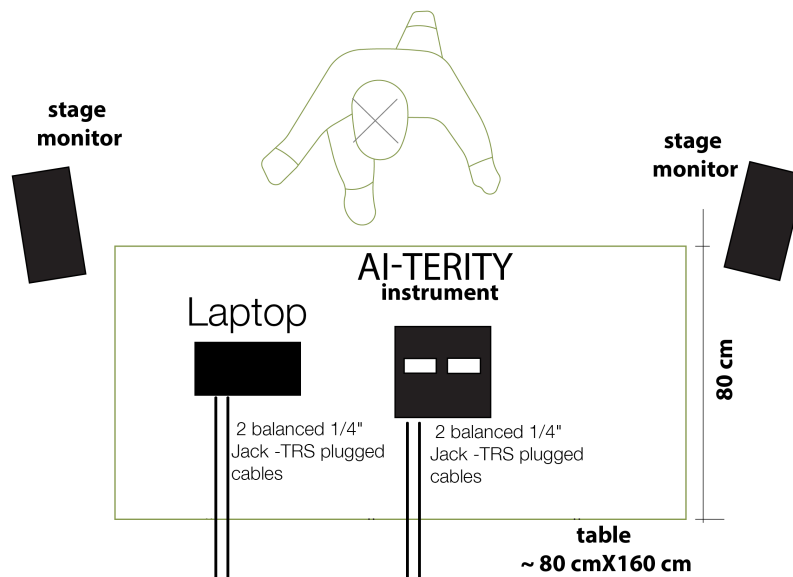 stage
monitor
stage
monitor
AI-TERITY
instrument
Laptop
80 cm
2 balanced 1/4"
Jack -TRS plugged
cables
2 balanced 1/4"
Jack -TRS plugged
cables
table
~ 80 cmX160 cm